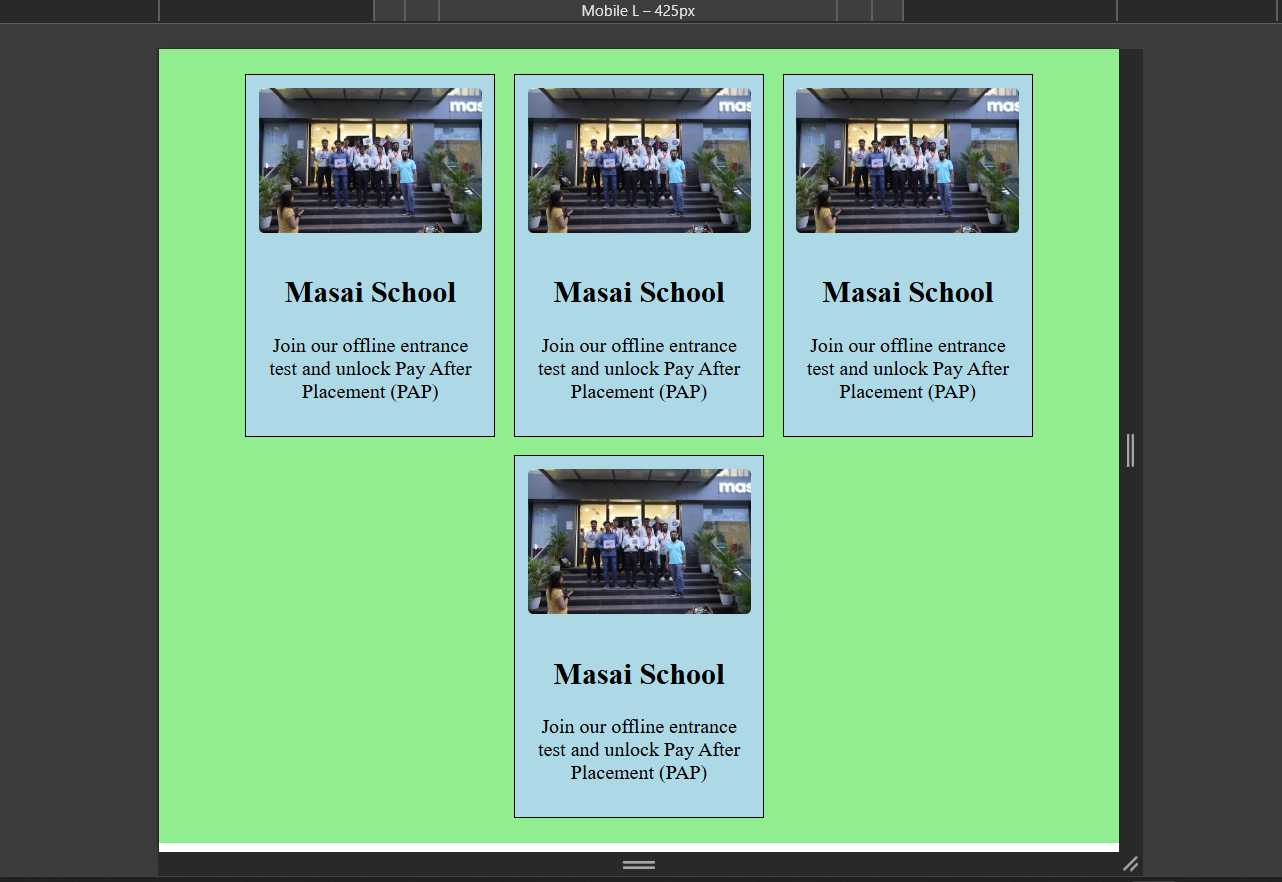 Mobile L – 425px
mas
mas
mas
Masai School
Masai School
Masai School
Join our offline entrance
test and unlock Pay After
Placement (PAP)
Join our offline entrance
test and unlock Pay After
Placement (PAP)
Join our offline entrance
test and unlock Pay After
Placement (PAP)
mas
Masai School
Join our offline entrance
test and unlock Pay After
Placement (PAP)